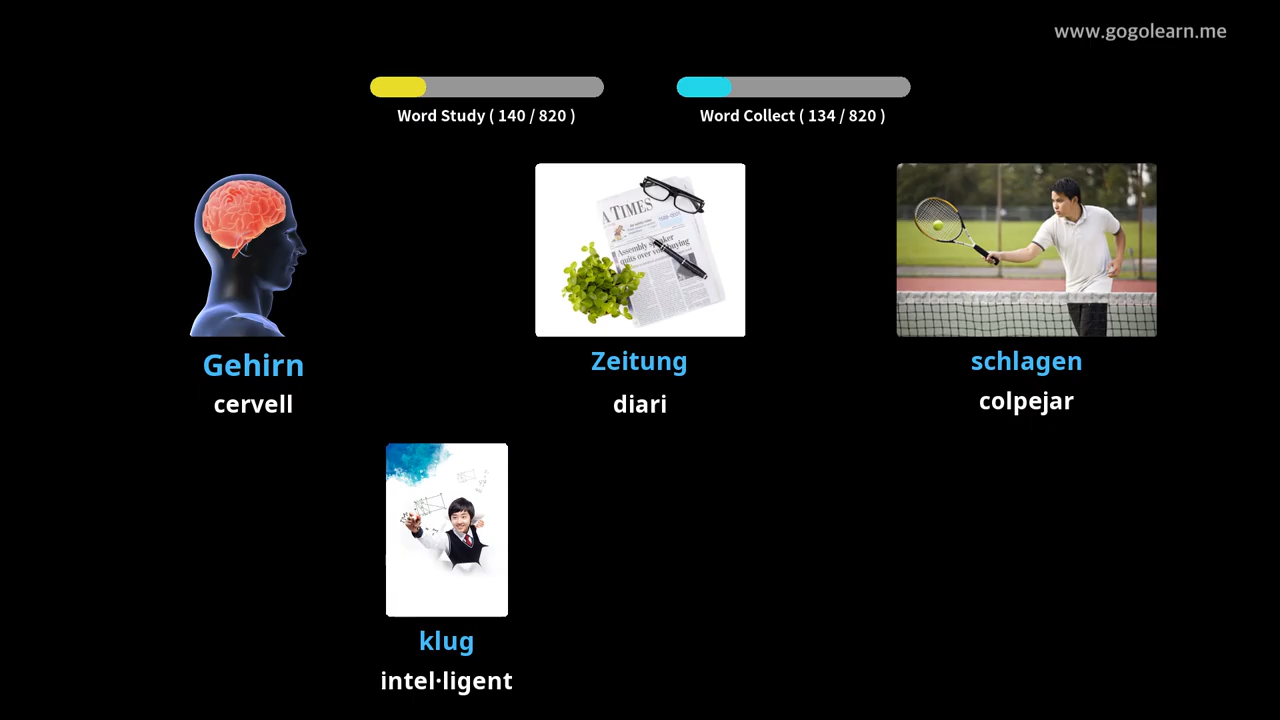 www.gogolearn.me
Word Study ( 140 / 820 )
Word Collect ( 134 / 820 )
A TIMES
Gehirn
Zeitung
schlagen
cervell
diari
colpejar
klug
intel·ligent